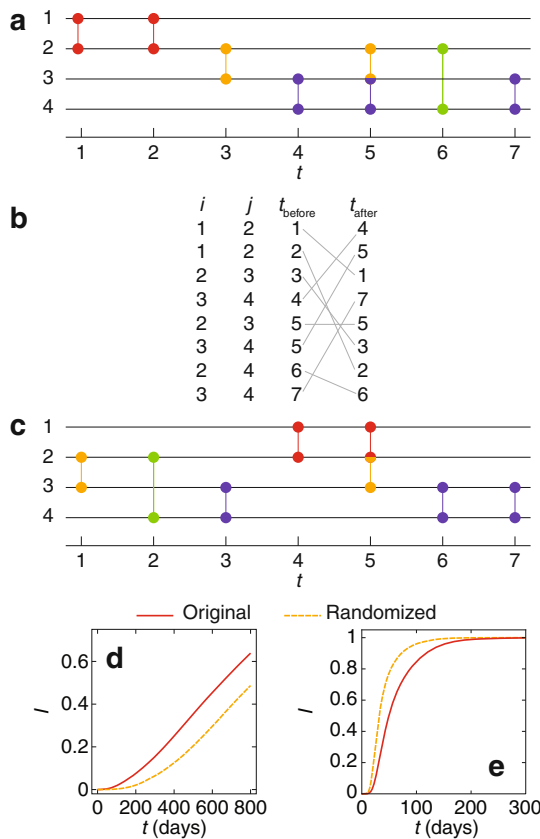 a
1
2
3
4
1 2 3 4 5 6 7
t
b
i j t_before t_after
1 2 1 4
1 2 2 5
2 3 3 1
3 4 4 7
2 3 5 5
3 4 5 3
2 4 6 2
3 4 7 6
c
1
2
3
4
1 2 3 4 5 6 7
t
Original Randomized
d
I
0.6
0.4
0.2
0
0 200 400 600 800
t (days)
e
I
1
0.8
0.6
0.4
0.2
0
0 100 200 300
t (days)